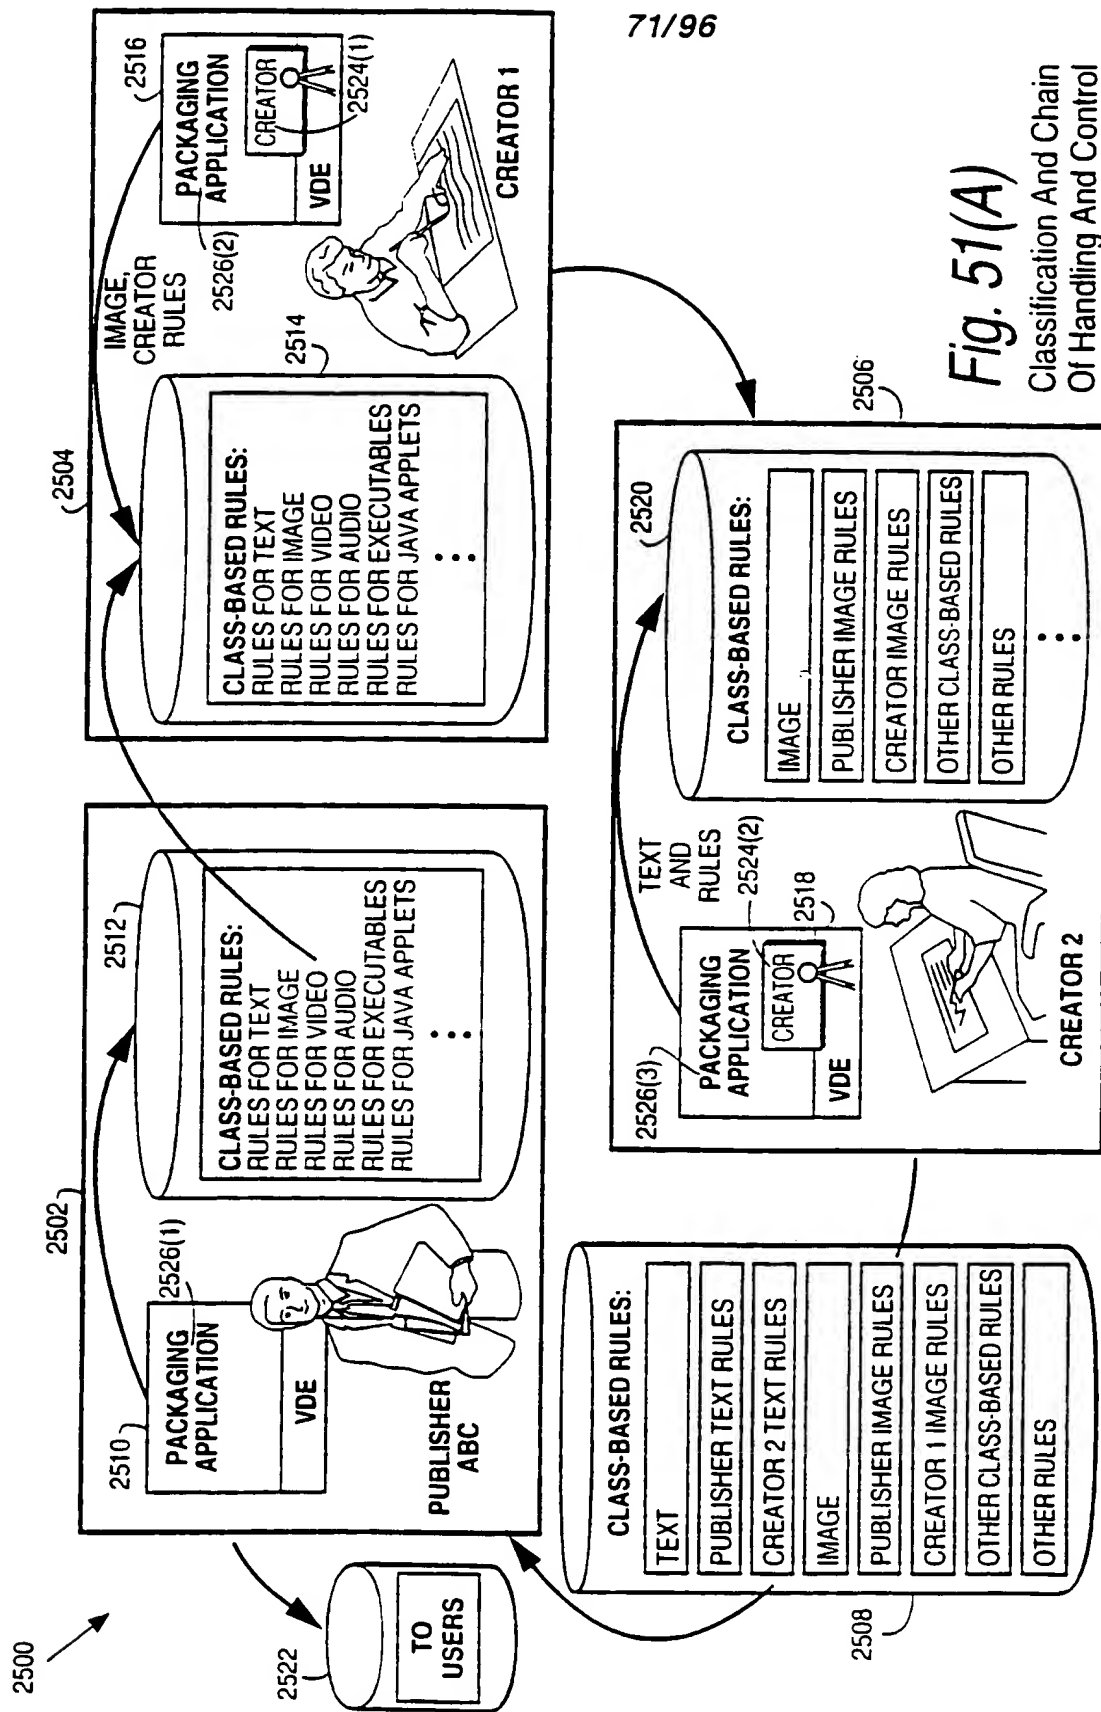 71/96
2500
2502
2510
PACKAGING
APPLICATION
2526(1)
VDE
PUBLISHER
ABC
2512
CLASS-BASED RULES:
RULES FOR TEXT
RULES FOR IMAGE
RULES FOR VIDEO
RULES FOR AUDIO
RULES FOR EXECUTABLES
RULES FOR JAVA APPLETS
2504
2514
CLASS-BASED RULES:
RULES FOR TEXT
RULES FOR IMAGE
RULES FOR VIDEO
RULES FOR AUDIO
RULES FOR EXECUTABLES
RULES FOR JAVA APPLETS
IMAGE,
CREATOR
RULES
2526(2)
2516
PACKAGING
APPLICATION
CREATOR
VDE
2524(1)
CREATOR 1
2522
TO
USERS
2508
CLASS-BASED RULES:
TEXT
PUBLISHER TEXT RULES
CREATOR 2 TEXT RULES
IMAGE
PUBLISHER IMAGE RULES
CREATOR 1 IMAGE RULES
OTHER CLASS-BASED RULES
OTHER RULES
2526(3)
PACKAGING
APPLICATION
CREATOR
VDE
TEXT
AND
RULES
2524(2)
2518
CREATOR 2
2520
CLASS-BASED RULES:
IMAGE
PUBLISHER IMAGE RULES
CREATOR IMAGE RULES
OTHER CLASS-BASED RULES
OTHER RULES
2506
Fig. 51(A)
Classification And Chain
Of Handling And Control